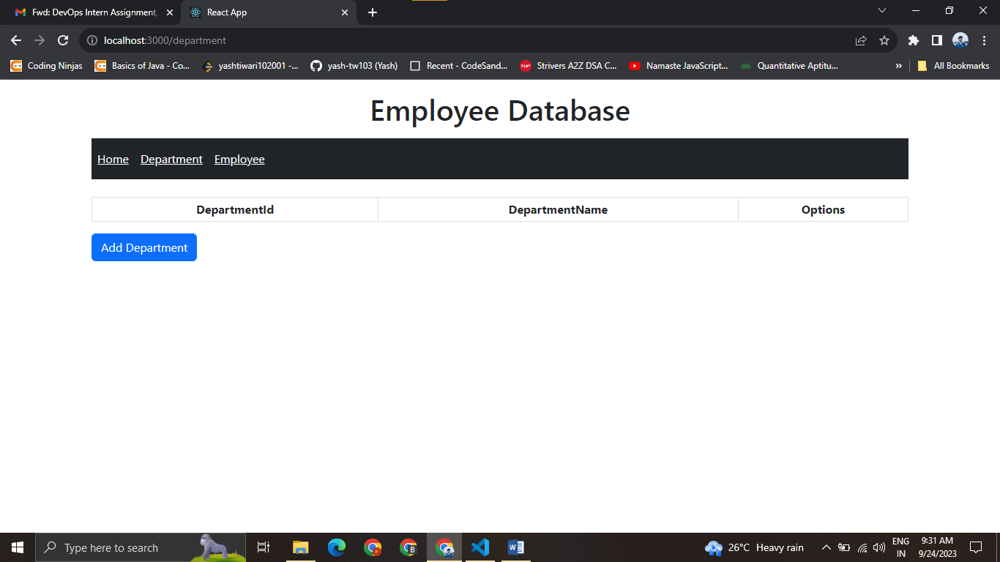 Fwd: DevOps Intern Assignment,
React App
localhost:3000/department
Coding Ninjas
Basics of Java - Co...
yashtiwari102001 -...
yash-tw103 (Yash)
Recent - CodeSand...
TUF
Strivers A2Z DSA C...
Namaste JavaScript...
Quantitative Aptitu...
»
All Bookmarks
Employee Database
Home Department Employee
DepartmentId DepartmentName Options
Add Department
Type here to search
26°C Heavy rain
ENG
IN
9:31 AM
9/24/2023